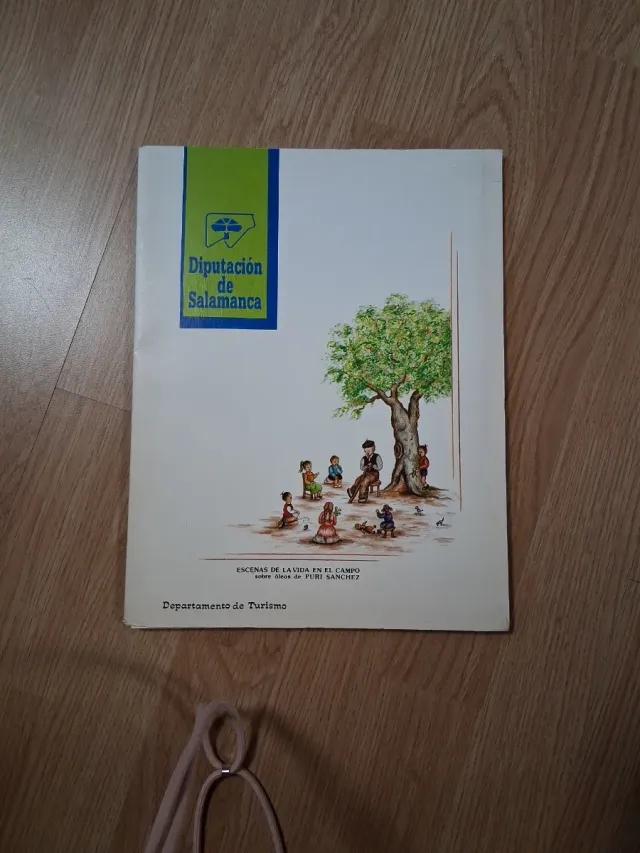 Diputación
de
Salamanca
ESCENAS DE LA VIDA EN EL CAMPO
sobre óleos de PURI SANCHEZ
Departamento de Turismo